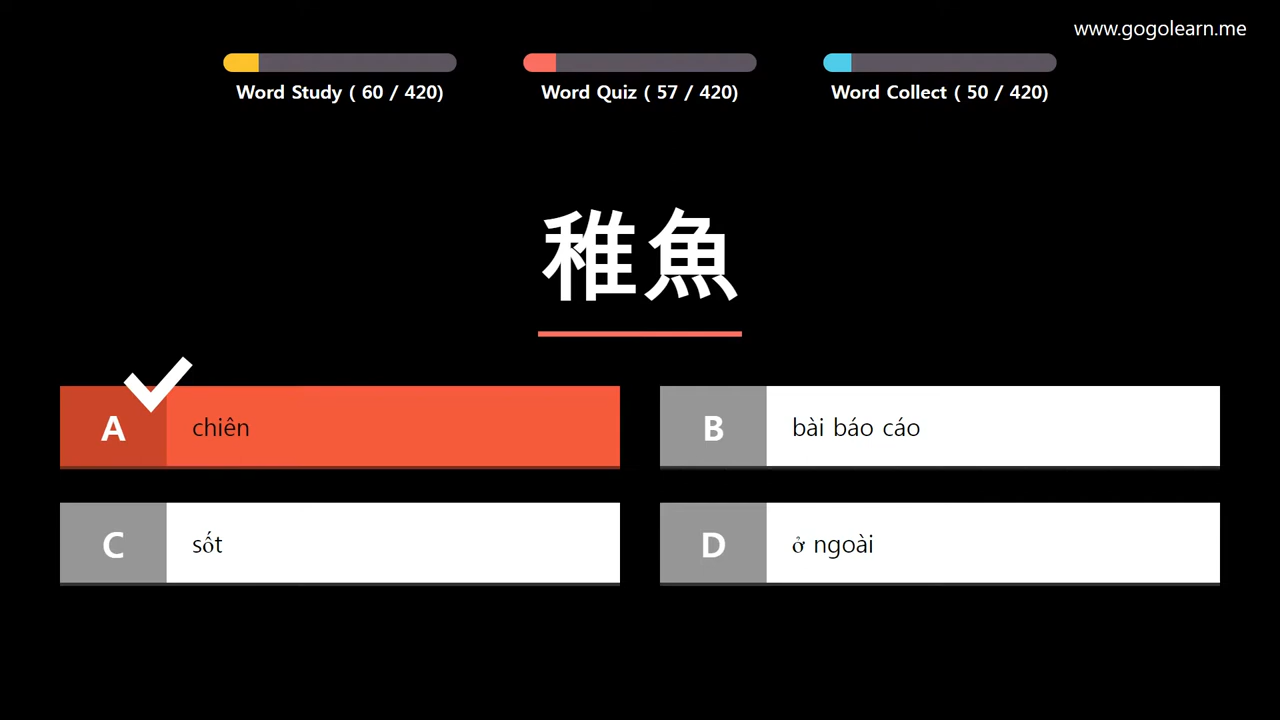 www.gogolearn.me
Word Study ( 60 / 420)
Word Quiz ( 57 / 420)
Word Collect ( 50 / 420)
稚魚
A chiên
B bài báo cáo
C sốt
D ở ngoài